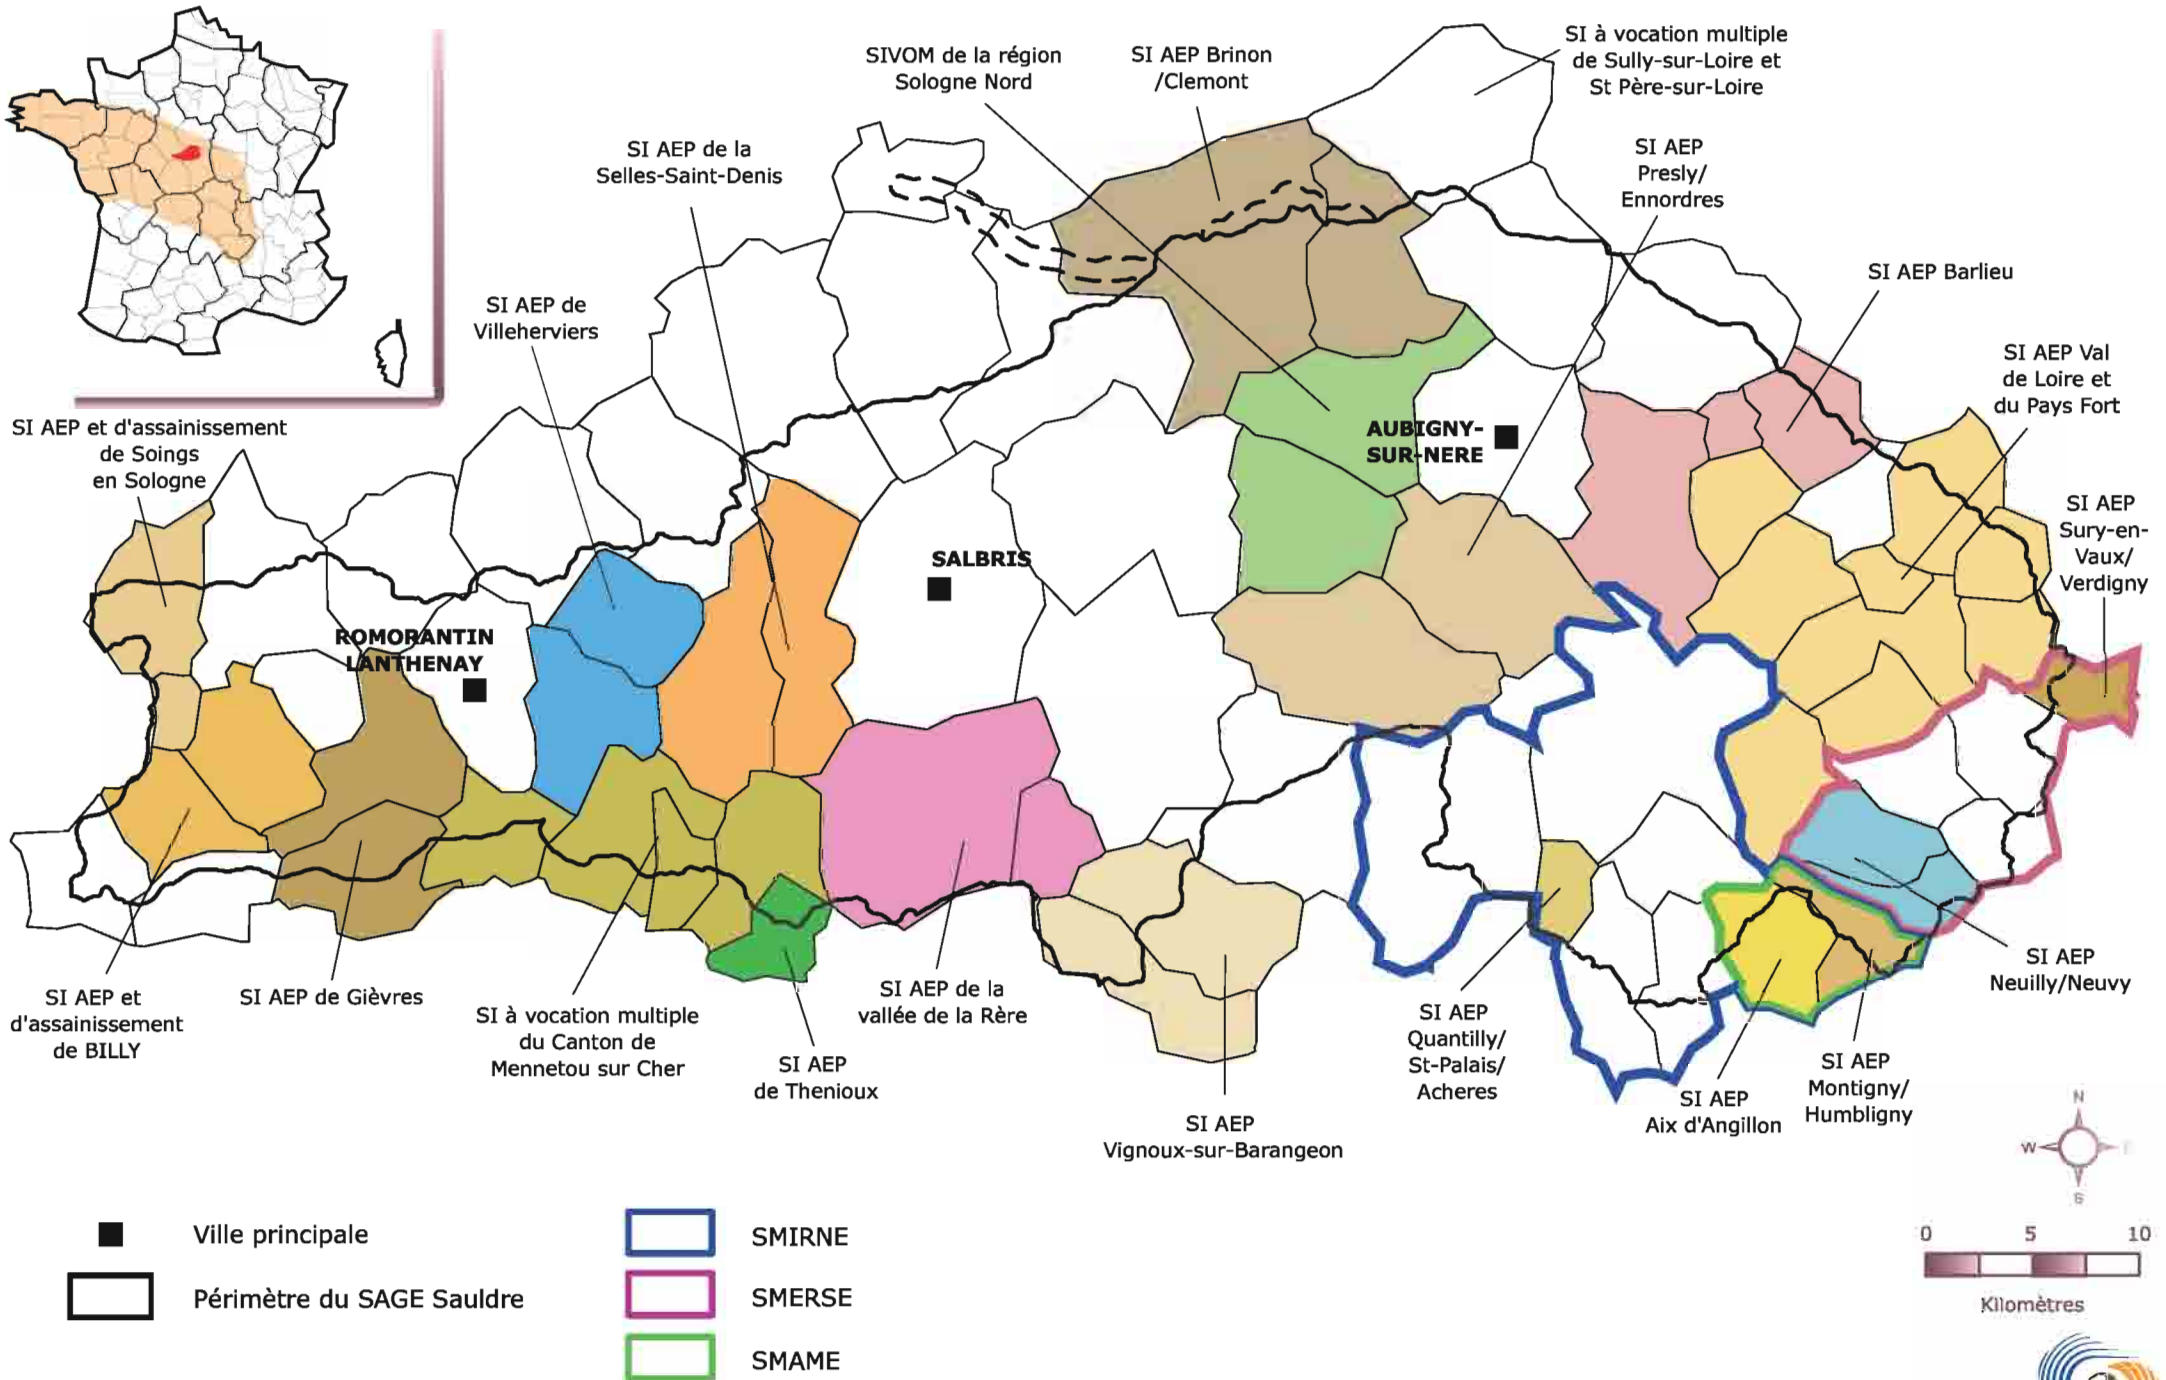 SIVOM de la région
Sologne Nord
SI AEP Brinon
/Clemont
SI à vocation multiple
de Sully-sur-Loire et
St Père-sur-Loire
SI AEP de la
Selles-Saint-Denis
SI AEP
Presly/
Ennordres
SI AEP Barlieu
SI AEP de
Villeherviers
SI AEP Val
de Loire et
du Pays Fort
SI AEP et d'assainissement
de Soings
en Sologne
AUBIGNY-
SUR-NERE
SI AEP
Sury-en-
Vaux/
Verdigny
SALBRIS
ROMORANTIN
LANTHENAY
SI AEP et
d'assainissement
de BILLY
SI AEP de Gièvres
SI à vocation multiple
du Canton de
Mennetou sur Cher
SI AEP
de Thenioux
SI AEP de la
vallée de la Rère
SI AEP
Vignoux-sur-Barangeon
SI AEP
Quantilly/
St-Palais/
Acheres
SI AEP
Aix d'Angillon
SI AEP
Montigny/
Humbligny
SI AEP
Neuilly/Neuvy
N
W E
S
0 5 10
Kilomètres
Ville principale
Périmètre du SAGE Sauldre
SMIRNE
SMERSE
SMAME